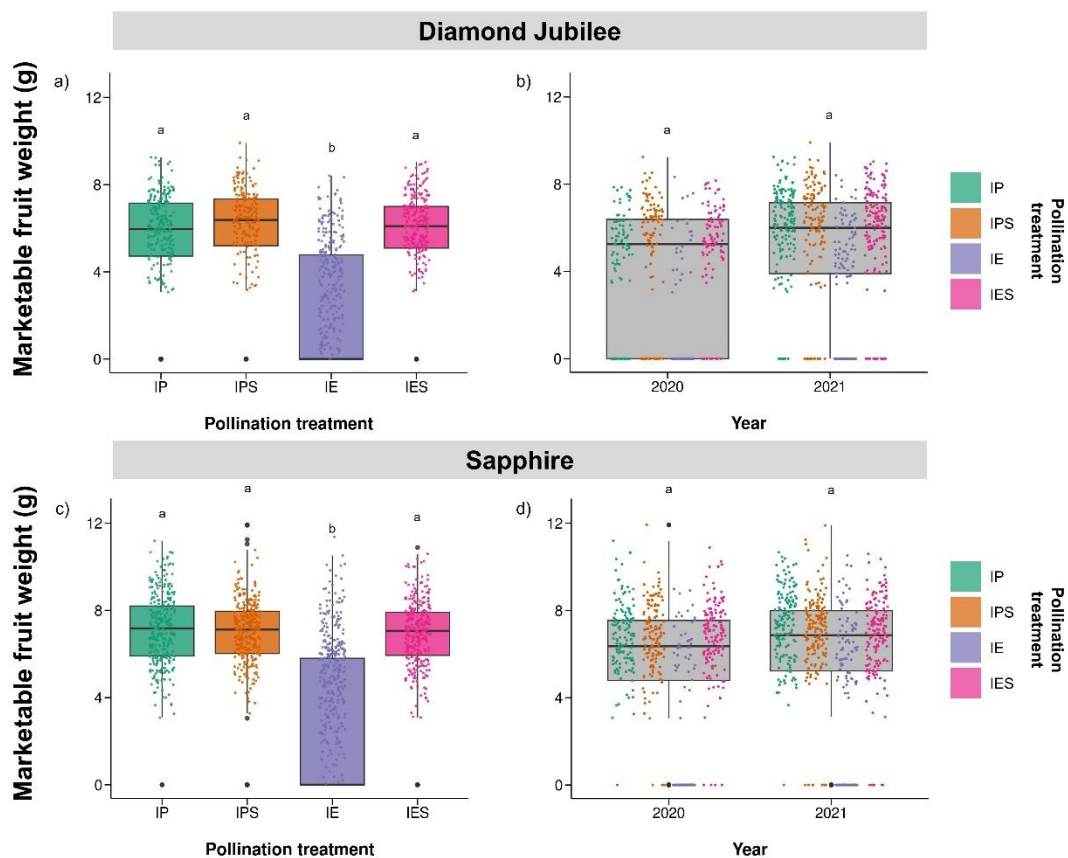 Diamond Jubilee
a)
b)
Marketable fruit weight (g)
12
8
4
0
a
a
b
a
IP
IPS
IE
IES
Pollination treatment
12
8
4
0
a
a
2020
2021
Year
IP
IPS
IE
IES
Pollination
treatment
Sapphire
c)
d)
Marketable fruit weight (g)
12
8
4
0
a
a
b
a
IP
IPS
IE
IES
Pollination treatment
12
8
4
0
a
a
2020
2021
Year
IP
IPS
IE
IES
Pollination
treatment